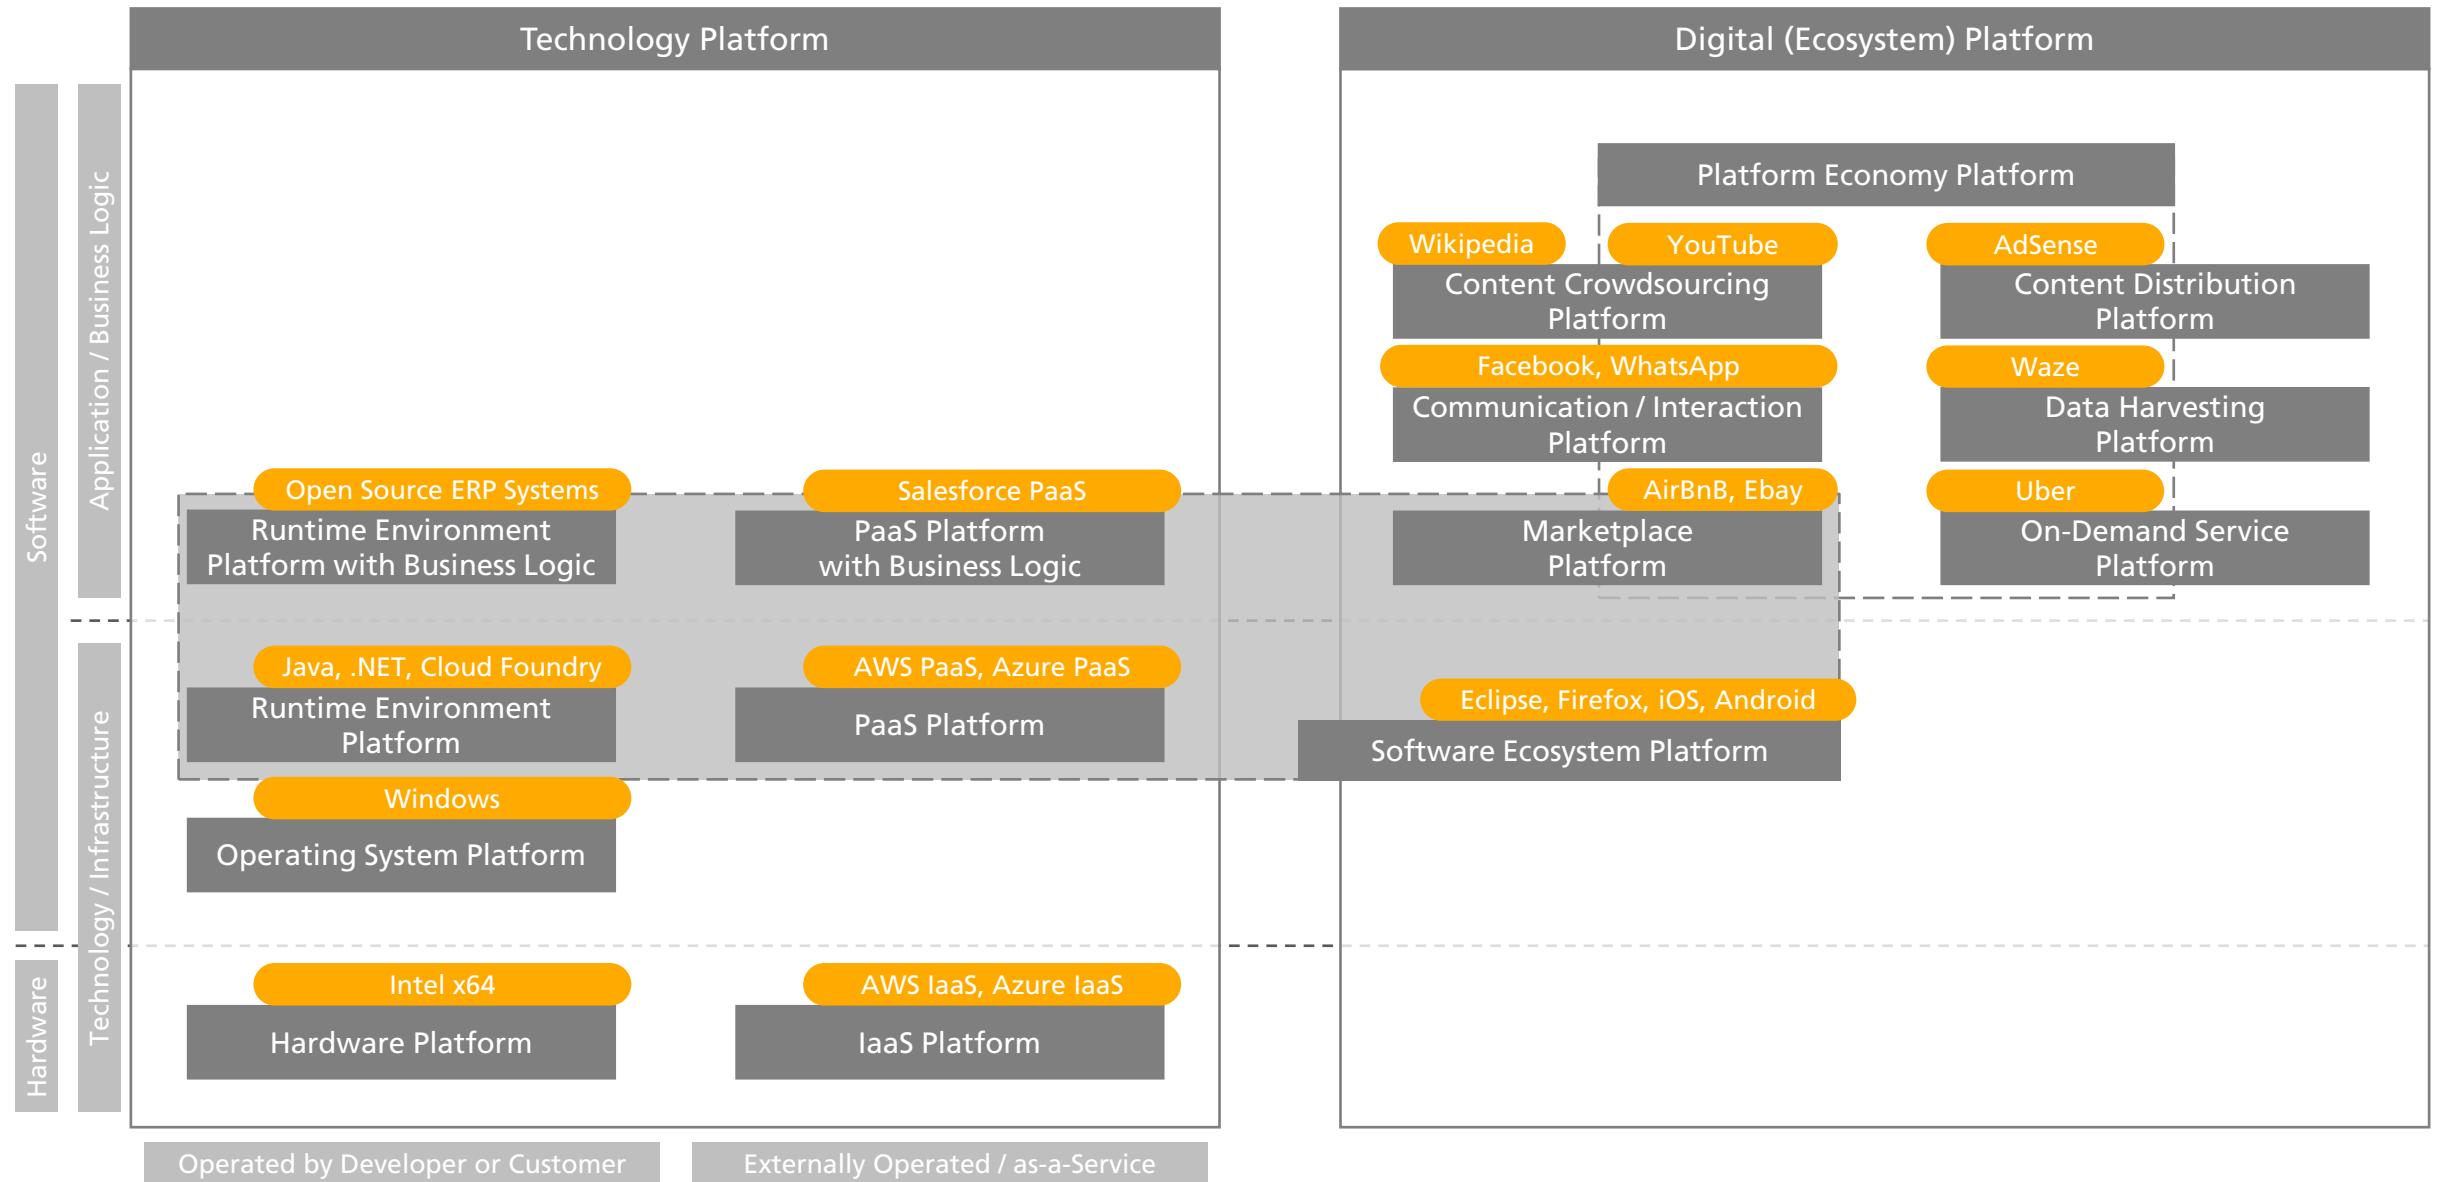 Technology Platform
Digital (Ecosystem) Platform
Software
Application / Business Logic
Technology / Infrastructure
Hardware
Open Source ERP Systems
Runtime Environment
Platform with Business Logic
Salesforce PaaS
PaaS Platform
with Business Logic
Java, .NET, Cloud Foundry
Runtime Environment
Platform
AWS PaaS, Azure PaaS
PaaS Platform
Windows
Operating System Platform
Intel x64
Hardware Platform
AWS IaaS, Azure IaaS
IaaS Platform
Operated by Developer or Customer
Externally Operated / as-a-Service
Platform Economy Platform
Wikipedia
YouTube
Content Crowdsourcing
Platform
AdSense
Content Distribution
Platform
Facebook, WhatsApp
Communication / Interaction
Platform
Waze
Data Harvesting
Platform
AirBnB, Ebay
Marketplace
Platform
Uber
On-Demand Service
Platform
Eclipse, Firefox, iOS, Android
Software Ecosystem Platform